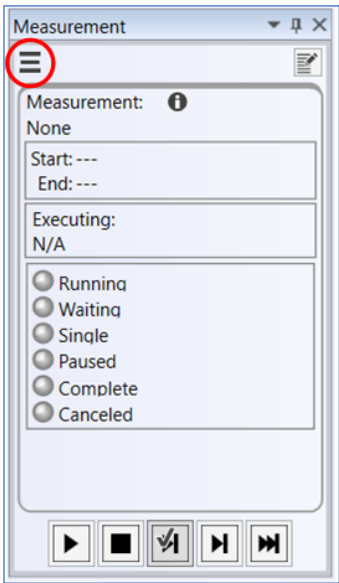 Measurement
Measurement:
None
Start: ---
End: ---
Executing:
N/A
Running
Waiting
Single
Paused
Complete
Canceled